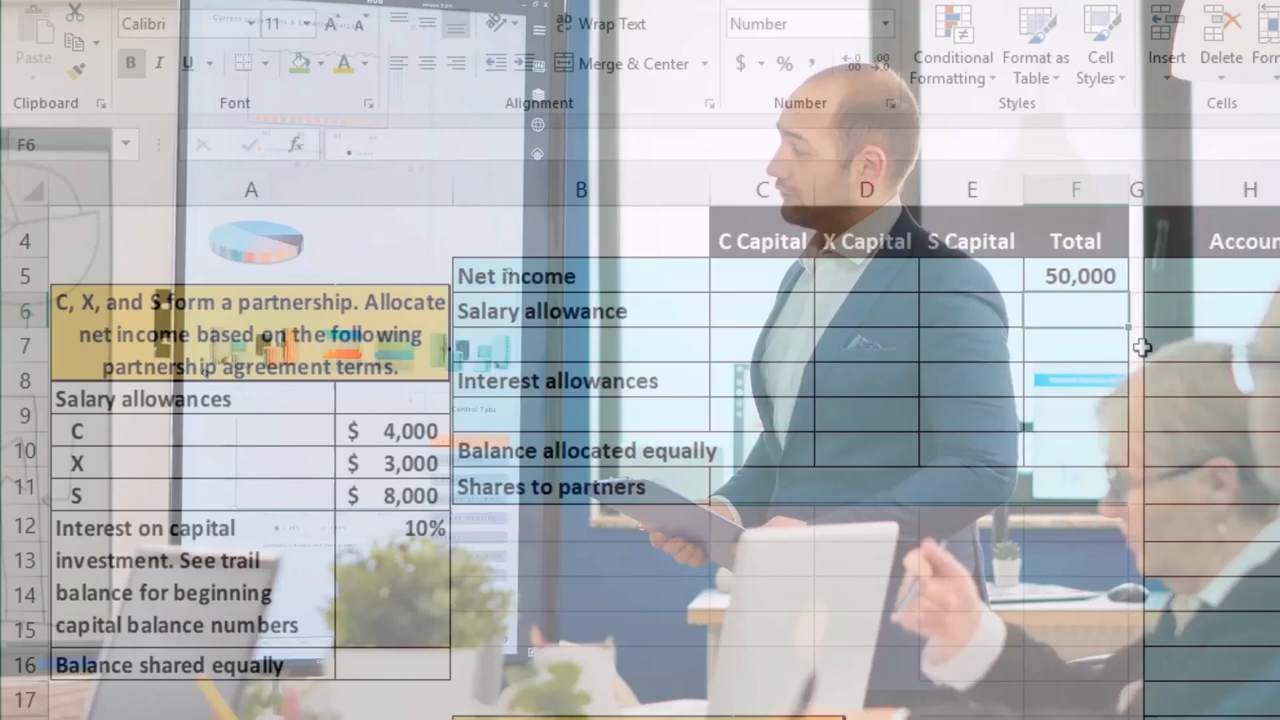 Calibri 11 A A
ab Wrap Text
Number
Paste
B I U A
Merge & Center
$ % ,
Conditional Formatting
Format as Table
Cell Styles
Insert
Delete
Clipboard
Font
Alignment
Number
Styles
Cells
F6
fx
A B C D E F G H
4 C Capital X Capital S Capital Total
5 Net income 50,000
6 Salary allowance
7
8 Interest allowances
9
10 Balance allocated equally
11 Shares to partners
12
13
14
15
16
17
C, X, and S form a partnership. Allocate
net income based on the following
partnership agreement terms.
Salary allowances
C $ 4,000
X $ 3,000
S $ 8,000
Interest on capital 10%
investment. See trail
balance for beginning
capital balance numbers
Balance shared equally
Control Tabs